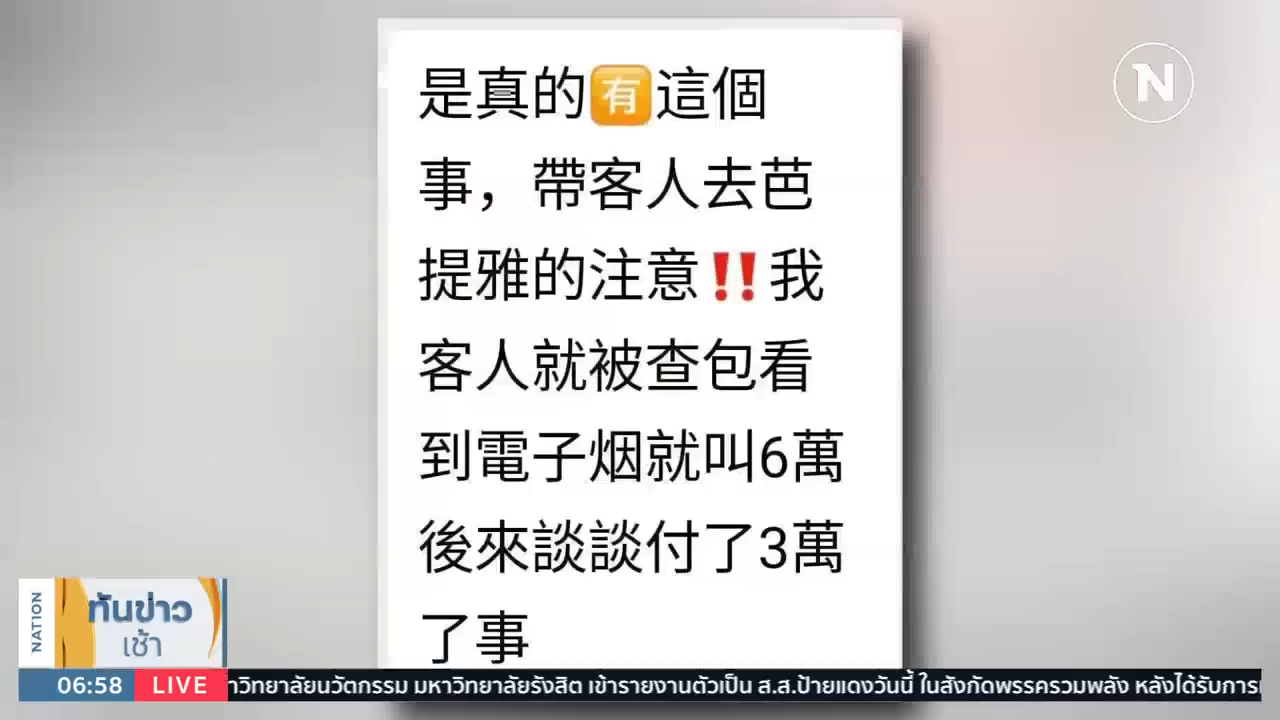 是真的🈶這個
事，帶客人去芭
提雅的注意‼️我
客人就被查包看
到電子烟就叫6萬
後來談談付了3萬
了事
N
NATION
ทันข่าว
เช้า
06:58 LIVE
าวิทยาลัยนวัตกรรม มหาวิทยาลัยรังสิต เข้ารายงานตัวเป็น ส.ส.ป้ายแดงวันนี้ ในสังกัดพรรครวมพลัง หลังได้รับการเ